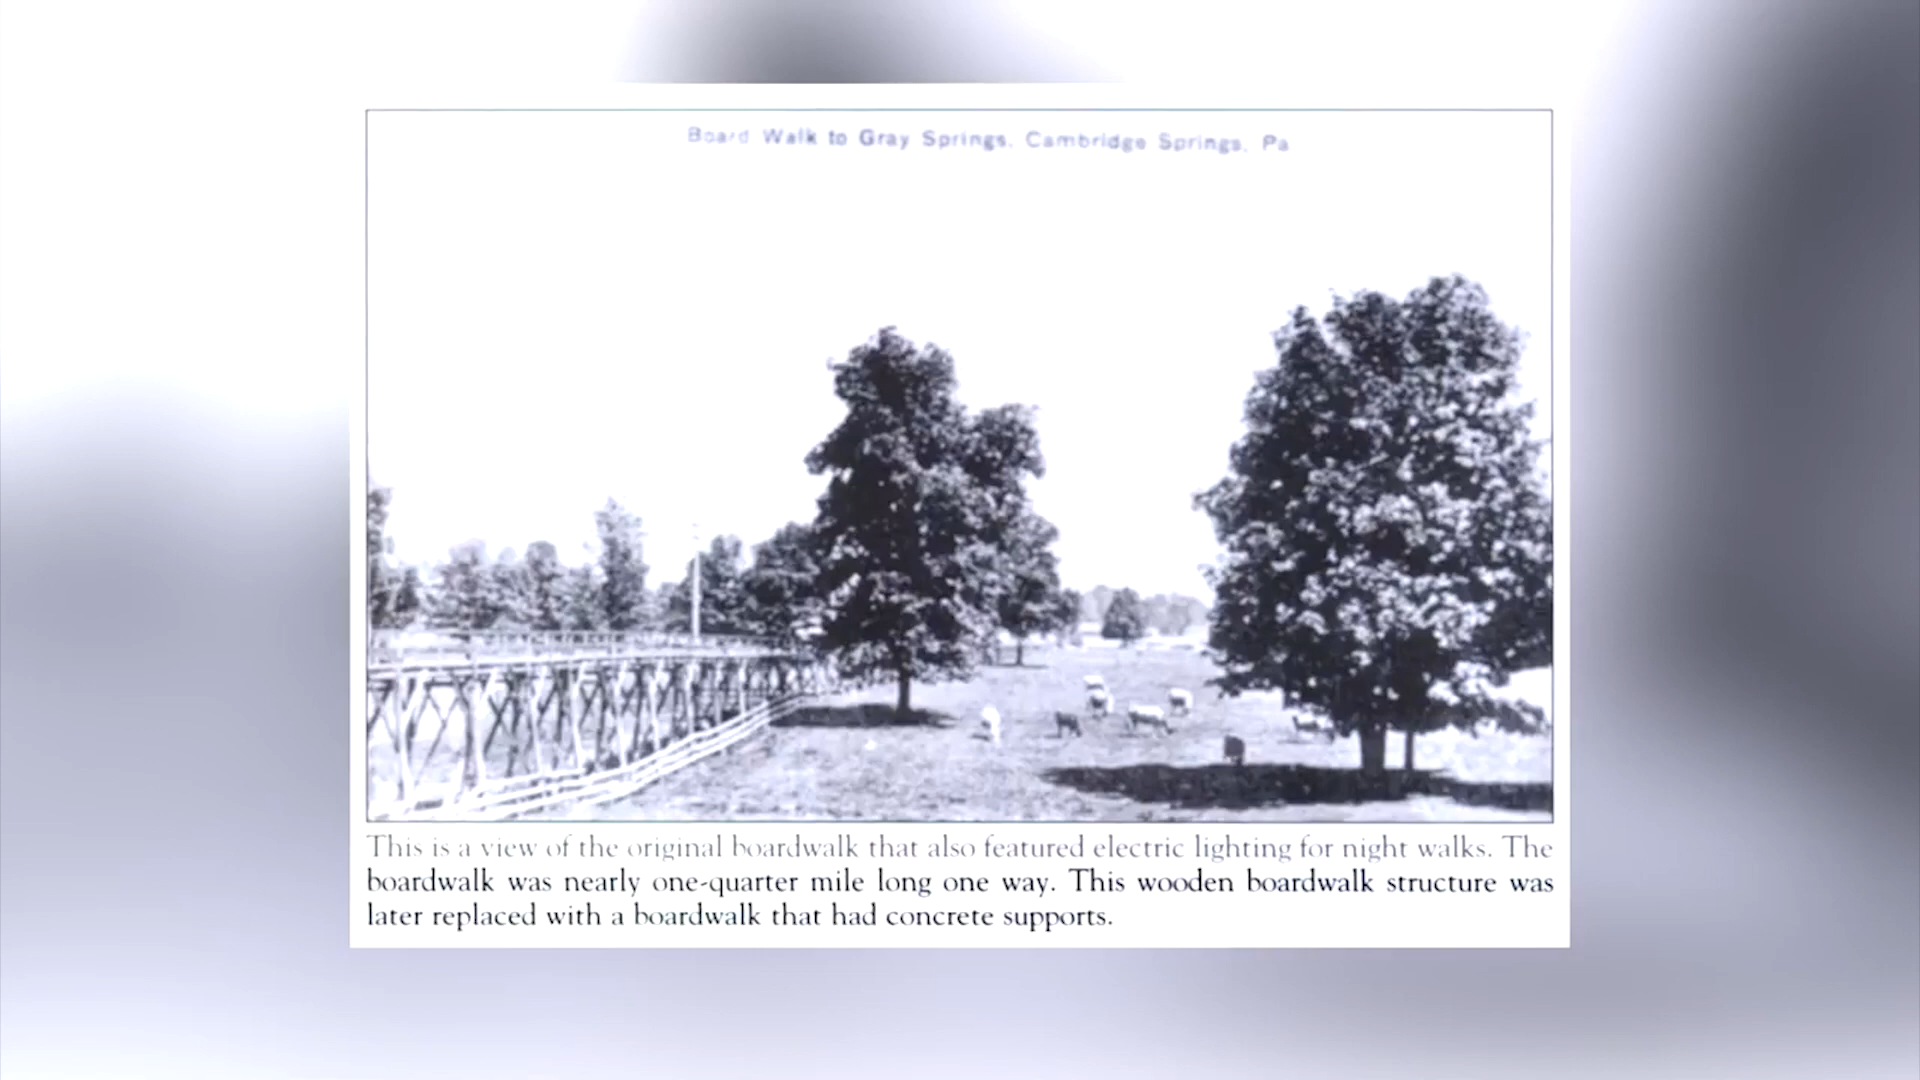 Board Walk to Gray Springs, Cambridge Springs, Pa
This is a view of the original boardwalk that also featured electric lighting for night walks. The
boardwalk was nearly one-quarter mile long one way. This wooden boardwalk structure was
later replaced with a boardwalk that had concrete supports.